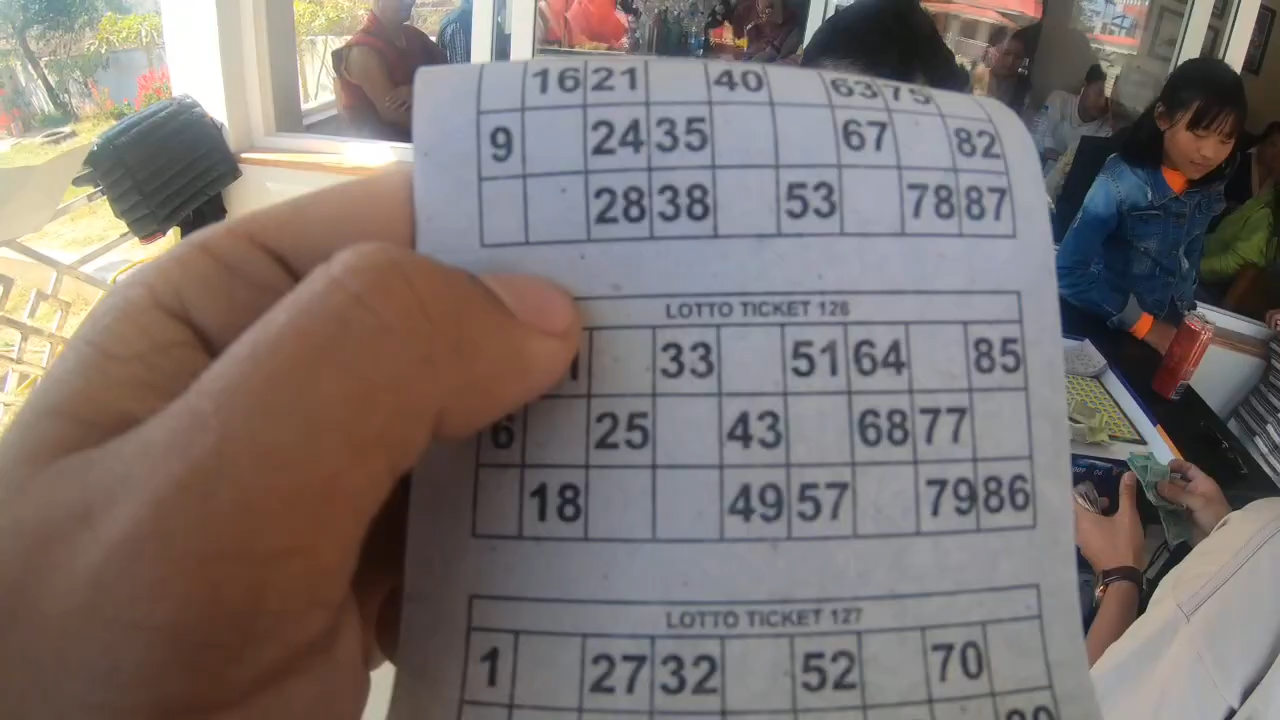 16 21 40 63 75
9 24 35 67 82
28 38 53 78 87
LOTTO TICKET 126
33 51 64 85
6 25 43 68 77
18 49 57 79 86
LOTTO TICKET 127
1 27 32 52 70